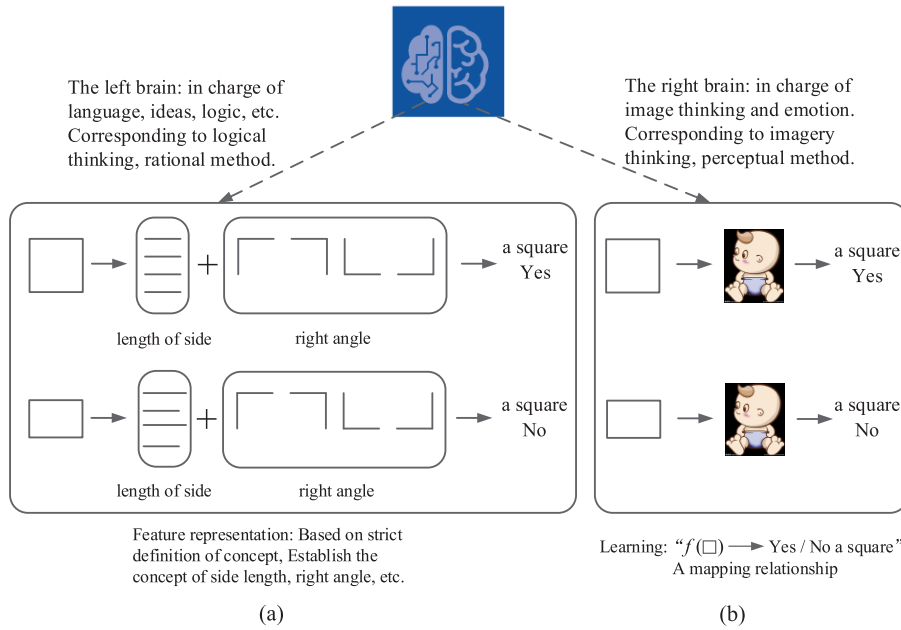 The left brain: in charge of
language, ideas, logic, etc.
Corresponding to logical
thinking, rational method.
The right brain: in charge of
image thinking and emotion.
Corresponding to imagery
thinking, perceptual method.
+
a square
Yes
length of side
right angle
+
a square
No
length of side
right angle
a square
Yes
a square
No
Feature representation: Based on strict
definition of concept, Establish the
concept of side length, right angle, etc.
Learning: “f(□) → Yes / No a square”
A mapping relationship
(a)
(b)